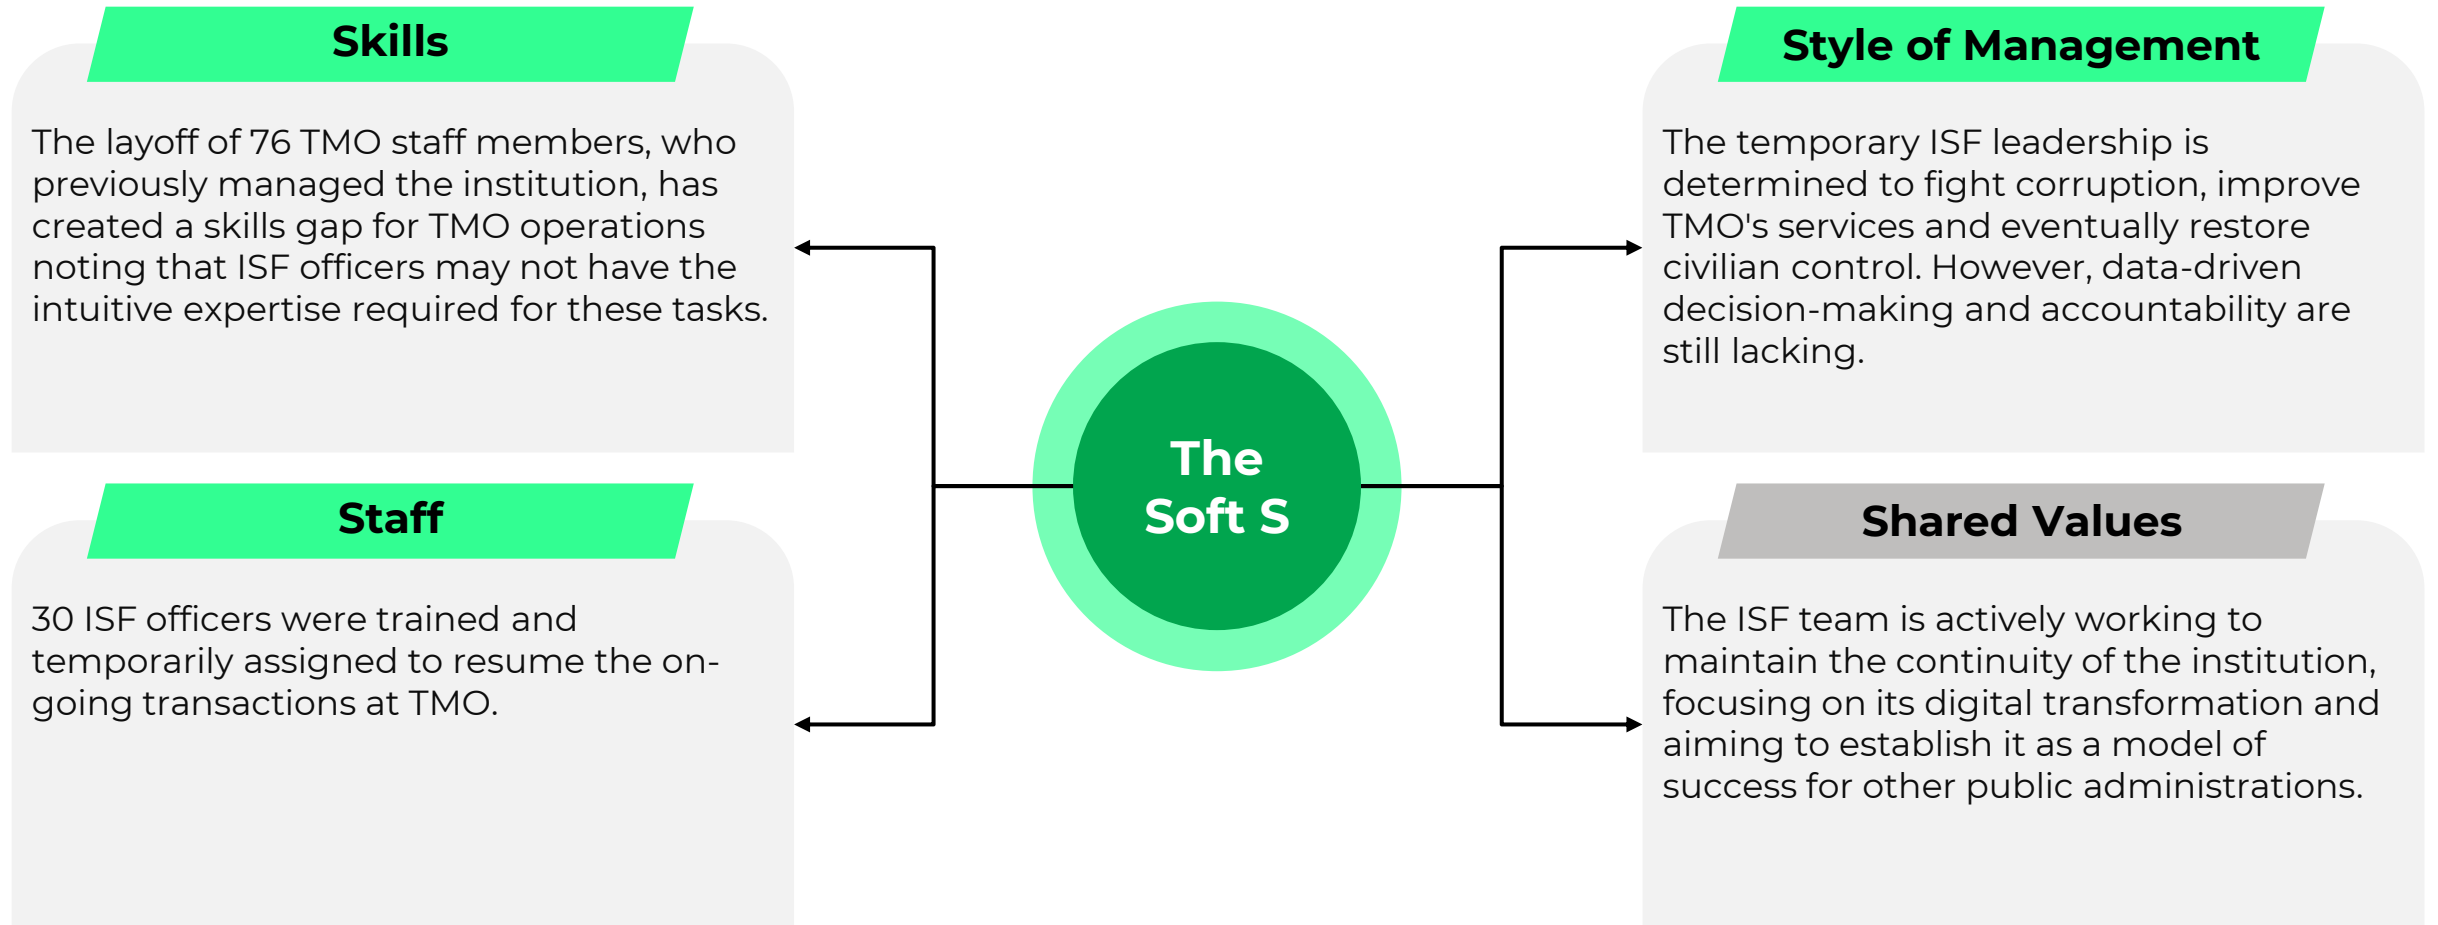 Skills
The layoff of 76 TMO staff members, who
previously managed the institution, has
created a skills gap for TMO operations
noting that ISF officers may not have the
intuitive expertise required for these tasks.
Staff
30 ISF officers were trained and
temporarily assigned to resume the on-
going transactions at TMO.
The
Soft S
Style of Management
The temporary ISF leadership is
determined to fight corruption, improve
TMO's services and eventually restore
civilian control. However, data-driven
decision-making and accountability are
still lacking.
Shared Values
The ISF team is actively working to
maintain the continuity of the institution,
focusing on its digital transformation and
aiming to establish it as a model of
success for other public administrations.